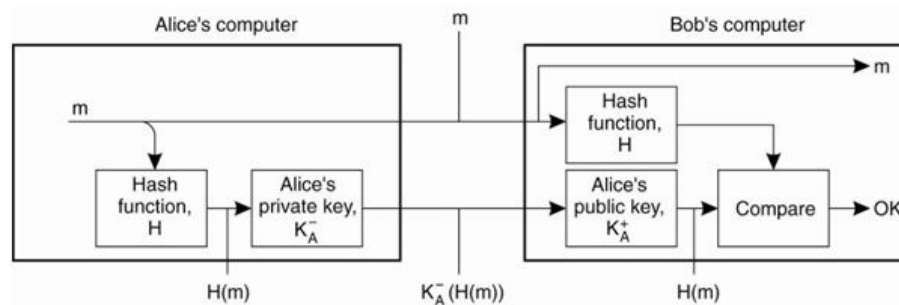 Alice's computer
m
Bob's computer
m
m
Hash
function,
H
Hash
function,
H
Alice's
private key,
K_A^-
Alice's
public key,
K_A^+
Compare
OK
H(m)
K_A^-(H(m))
H(m)